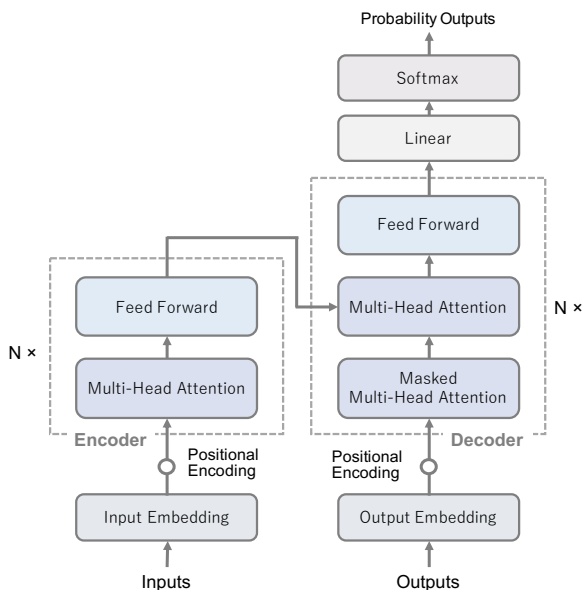 Probability Outputs
Softmax
Linear
Feed Forward
Multi-Head Attention
N ×
Masked
Multi-Head Attention
Decoder
Positional
Encoding
Output Embedding
Outputs
Feed Forward
N ×
Multi-Head Attention
Encoder
Positional
Encoding
Input Embedding
Inputs